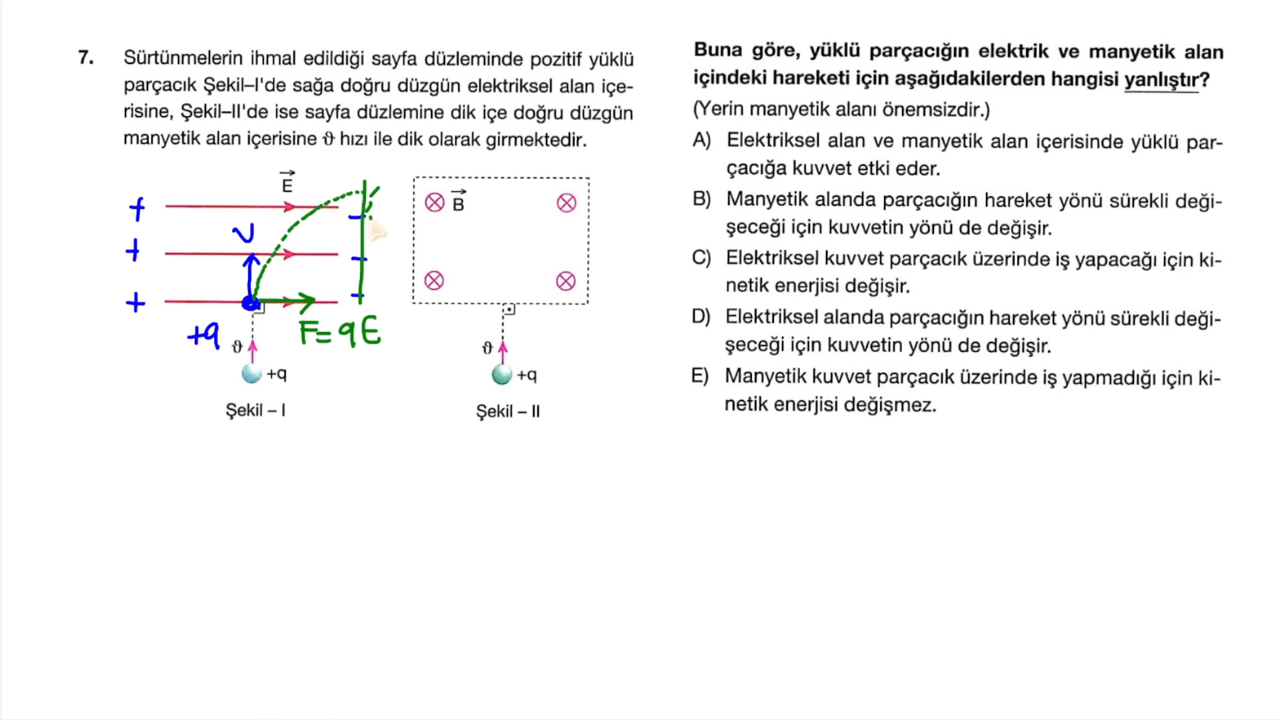 7. Sürtünmelerin ihmal edildiği sayfa düzleminde pozitif yüklü
parçacık Şekil–I'de sağa doğru düzgün elektriksel alan içe-
risine, Şekil–II'de ise sayfa düzlemine dik içe doğru düzgün
manyetik alan içerisine ϑ hızı ile dik olarak girmektedir.
E
+
V
+
+
+q
F=qE
ϑ
+q
Şekil – I
B
ϑ
+q
Şekil – II
Buna göre, yüklü parçacığın elektrik ve manyetik alan
içindeki hareketi için aşağıdakilerden hangisi yanlıştır?
(Yerin manyetik alanı önemsizdir.)
A) Elektriksel alan ve manyetik alan içerisinde yüklü par-
çacığa kuvvet etki eder.
B) Manyetik alanda parçacığın hareket yönü sürekli deği-
şeceği için kuvvetin yönü de değişir.
C) Elektriksel kuvvet parçacık üzerinde iş yapacağı için ki-
netik enerjisi değişir.
D) Elektriksel alanda parçacığın hareket yönü sürekli deği-
şeceği için kuvvetin yönü de değişir.
E) Manyetik kuvvet parçacık üzerinde iş yapmadığı için ki-
netik enerjisi değişmez.